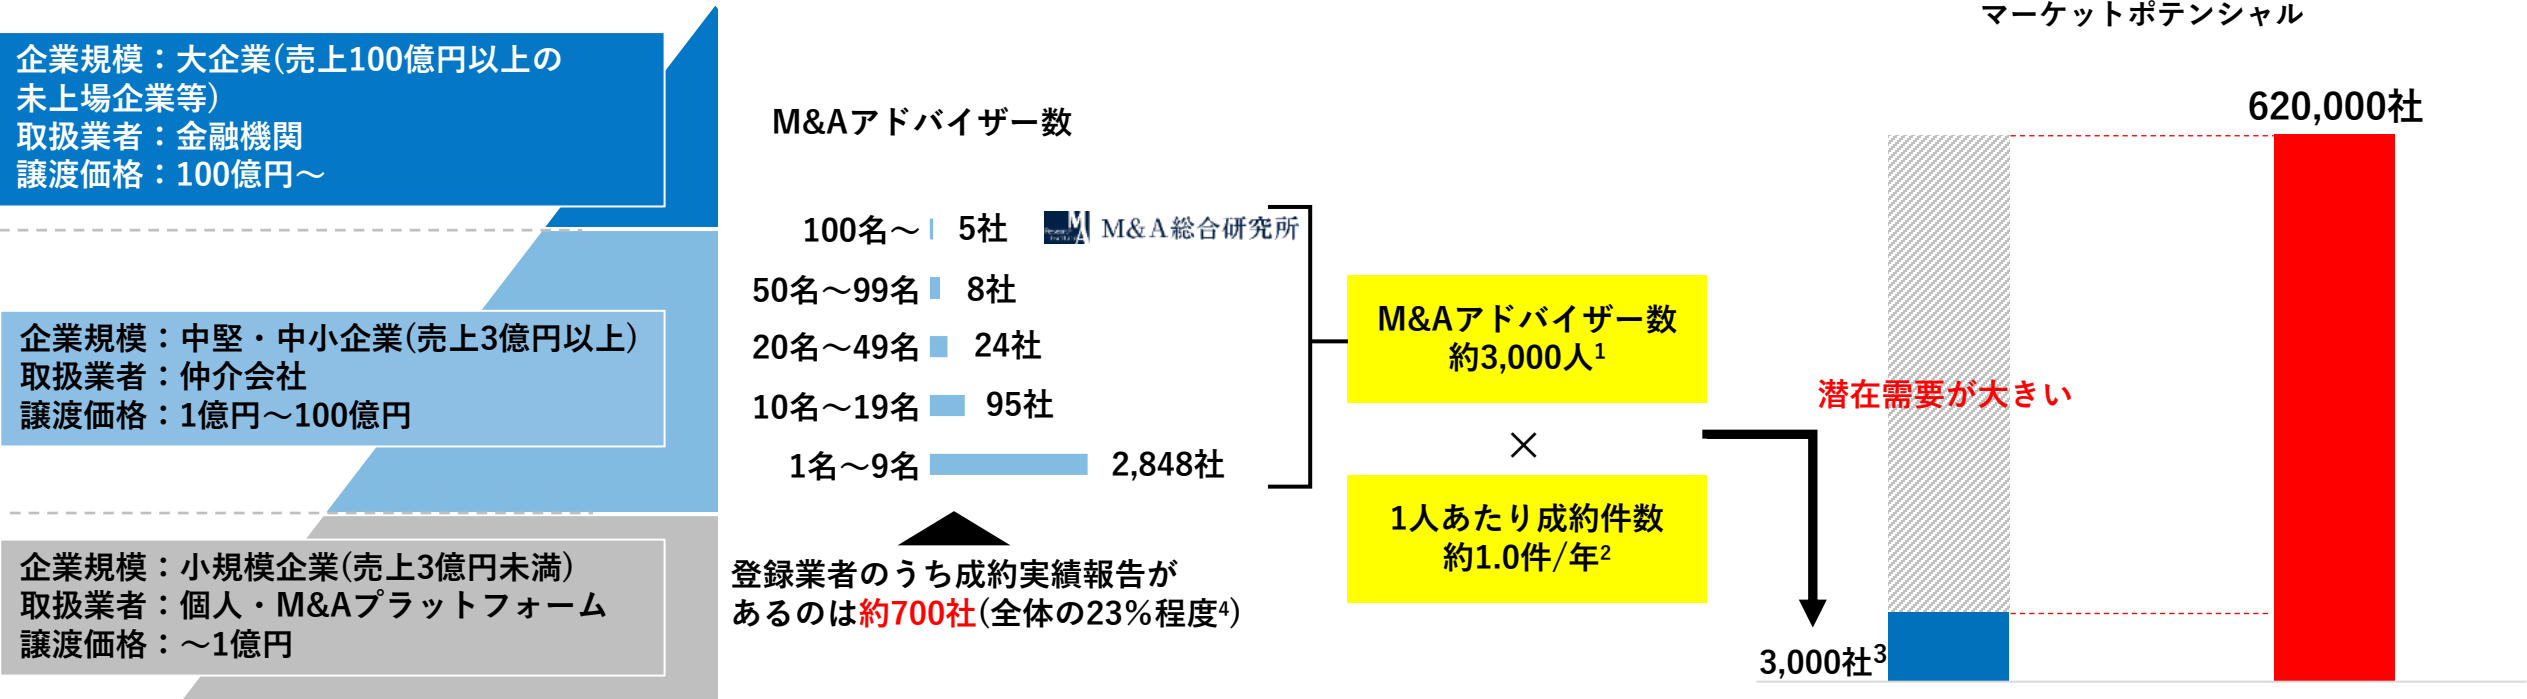 企業規模：大企業(売上100億円以上の
未上場企業等)
取扱業者：金融機関
譲渡価格：100億円～
企業規模：中堅・中小企業(売上3億円以上)
取扱業者：仲介会社
譲渡価格：1億円～100億円
企業規模：小規模企業(売上3億円未満)
取扱業者：個人・M&Aプラットフォーム
譲渡価格：～1億円
M&Aアドバイザー数
100名～ 5社 M&A総合研究所
50名～99名 8社
20名～49名 24社
10名～19名 95社
1名～9名 2,848社
登録業者のうち成約実績報告が
あるのは約700社(全体の23%程度4)
M&Aアドバイザー数
約3,000人1
×
1人あたり成約件数
約1.0件/年2
マーケットポテンシャル
620,000社
潜在需要が大きい
3,000社3